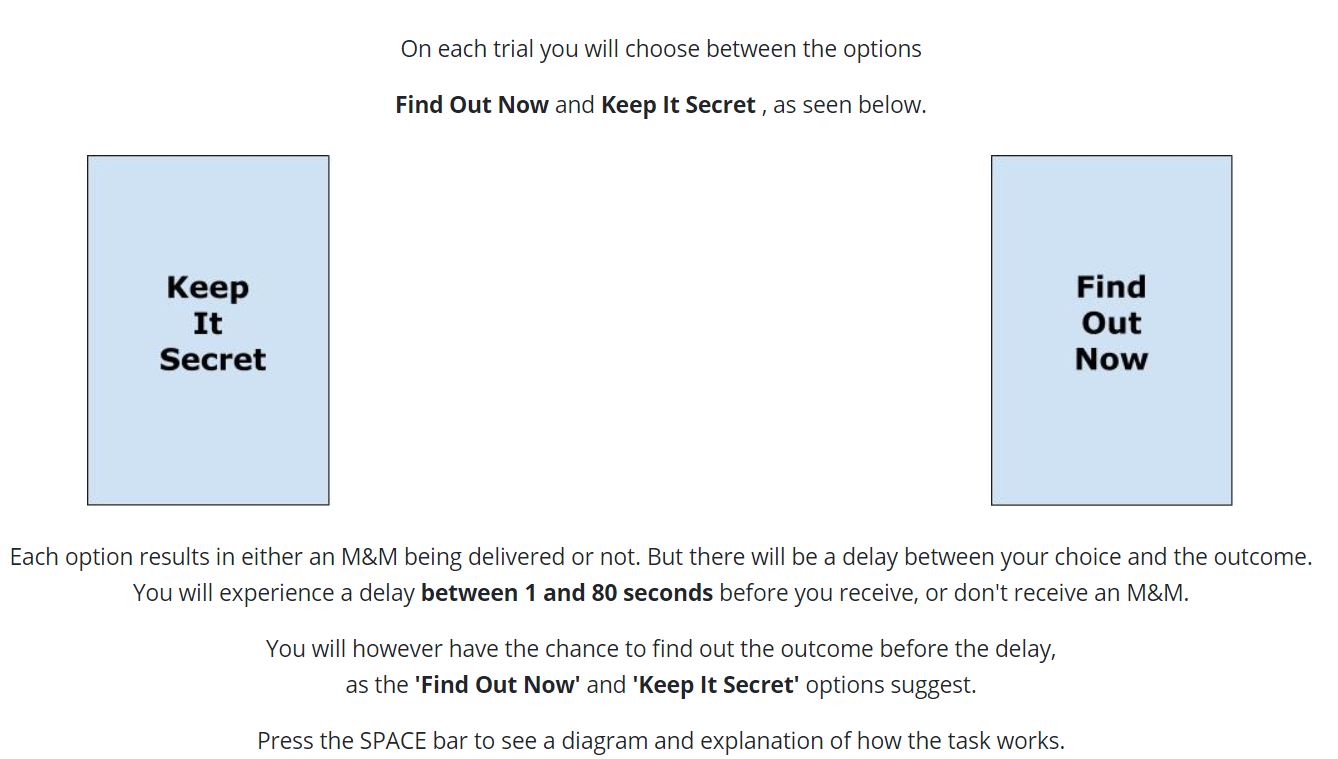 On each trial you will choose between the options
Find Out Now and Keep It Secret , as seen below.
Keep
It
Secret
Find
Out
Now
Each option results in either an M&M being delivered or not. But there will be a delay between your choice and the outcome.
You will experience a delay between 1 and 80 seconds before you receive, or don't receive an M&M.
You will however have the chance to find out the outcome before the delay,
as the 'Find Out Now' and 'Keep It Secret' options suggest.
Press the SPACE bar to see a diagram and explanation of how the task works.